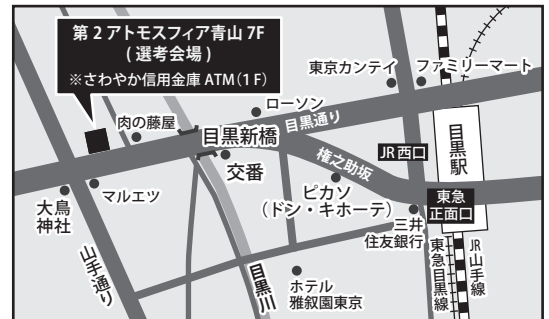 第2アトモスフィア青山 7F
(選考会場)
※さわやか信用金庫 ATM(1F)
東京カンテイ
ファミリーマート
ローソン
肉の藤屋
目黒新橋
目黒通り
目黒駅
JR 西口
権之助坂
交番
マルエツ
ピカソ
(ドン・キホーテ)
東急
正面口
大鳥
神社
三井
住友銀行
山手通り
目黒川
ホテル
雅叙園東京
東急目黒線
JR山手線